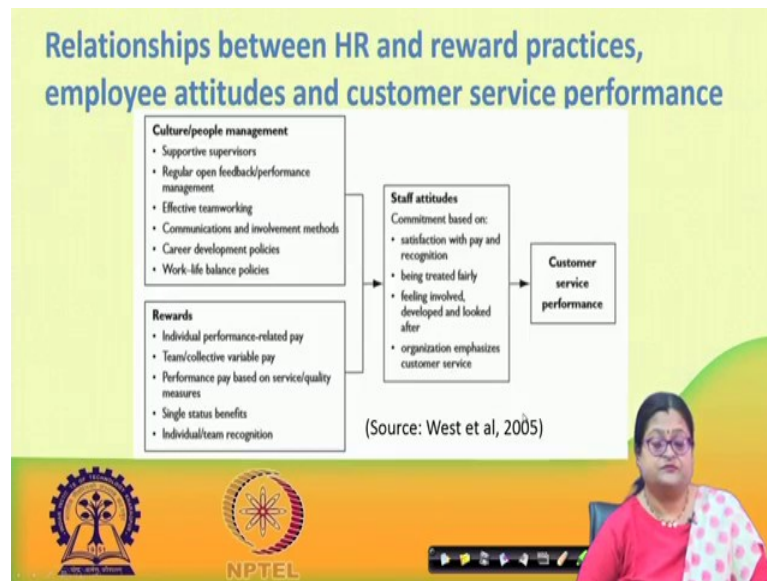 Relationships between HR and reward practices,
employee attitudes and customer service performance
Culture/people management
• Supportive supervisors
• Regular open feedback/performance
management
• Effective teamworking
• Communications and involvement methods
• Career development policies
• Work–life balance policies
Rewards
• Individual performance-related pay
• Team/collective variable pay
• Performance pay based on service/quality
measures
• Single status benefits
• Individual/team recognition
Staff attitudes
Commitment based on:
• satisfaction with pay and
recognition
• being treated fairly
• feeling involved,
developed and looked
after
• organization emphasizes
customer service
Customer
service
performance
(Source: West et al, 2005)
NPTEL